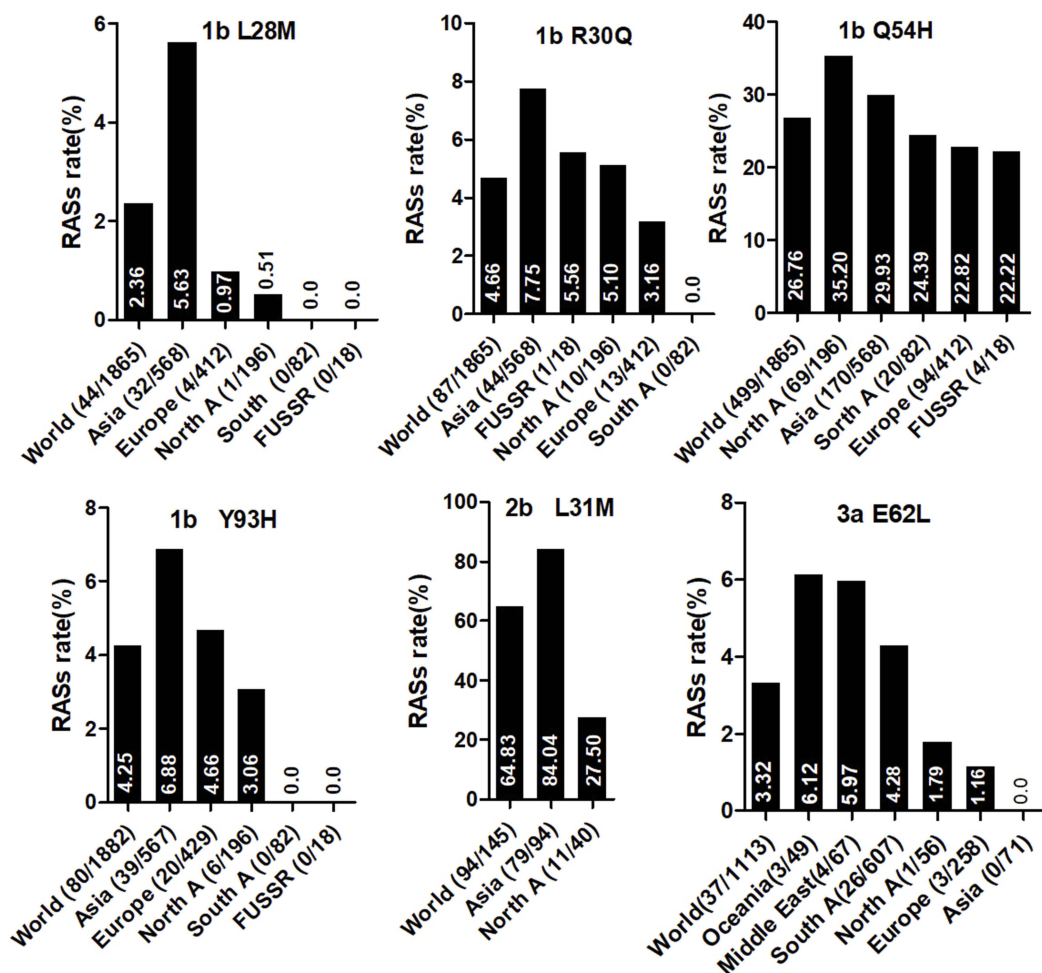 1b L28M
RASs rate(%)
6
4
2
0
2.36
5.63
0.97
0.51
0.0
0.0
World (44/1865)
Asia (32/568)
Europe (4/412)
North A (1/196)
South (0/82)
FUSSR (0/18)
1b R30Q
RASs rate(%)
10
8
6
4
2
0
4.66
7.75
5.56
5.10
3.16
0.0
World (87/1865)
Asia (44/568)
FUSSR (1/18)
North A (10/196)
Europe (13/412)
South A (0/82)
1b Q54H
RASs rate(%)
40
30
20
10
0
26.76
35.20
29.93
24.39
22.82
22.22
World (499/1865)
North A (69/196)
Asia (170/568)
Sorth A (20/82)
Europe (94/412)
FUSSR (4/18)
1b Y93H
RASs rate(%)
8
6
4
2
0
4.25
6.88
4.66
3.06
0.0
0.0
World (80/1882)
Asia (39/567)
Europe (20/429)
North A (6/196)
South A (0/82)
FUSSR (0/18)
2b L31M
RASs rate(%)
100
80
60
40
20
0
64.83
84.04
27.50
World (94/145)
Asia (79/94)
North A (11/40)
3a E62L
RASs rate(%)
8
6
4
2
0
3.32
6.12
5.97
4.28
1.79
1.16
0.0
World(37/1113)
Oceania(3/49)
Middle East(4/67)
South A(26/607)
North A(1/56)
Europe (3/258)
Asia (0/71)